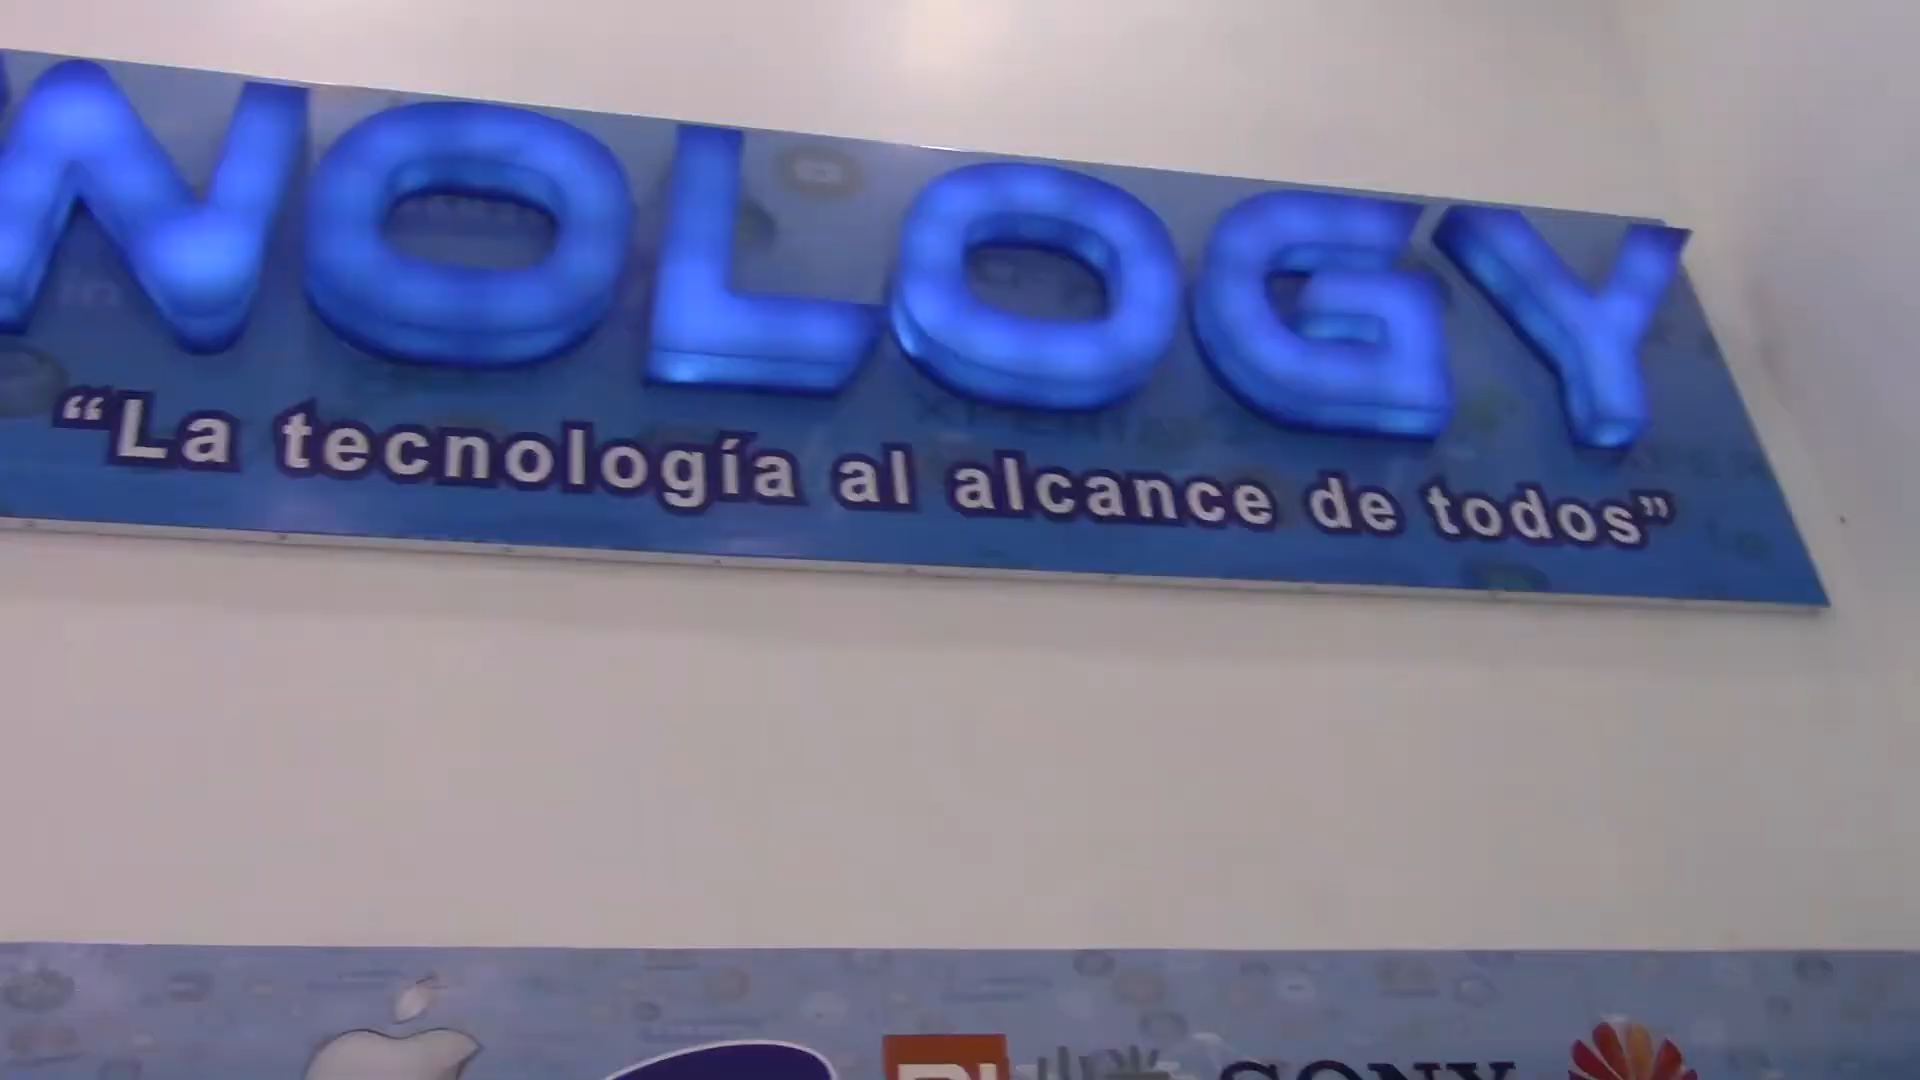 NOLOGY
“La tecnología al alcance de todos”
SONY